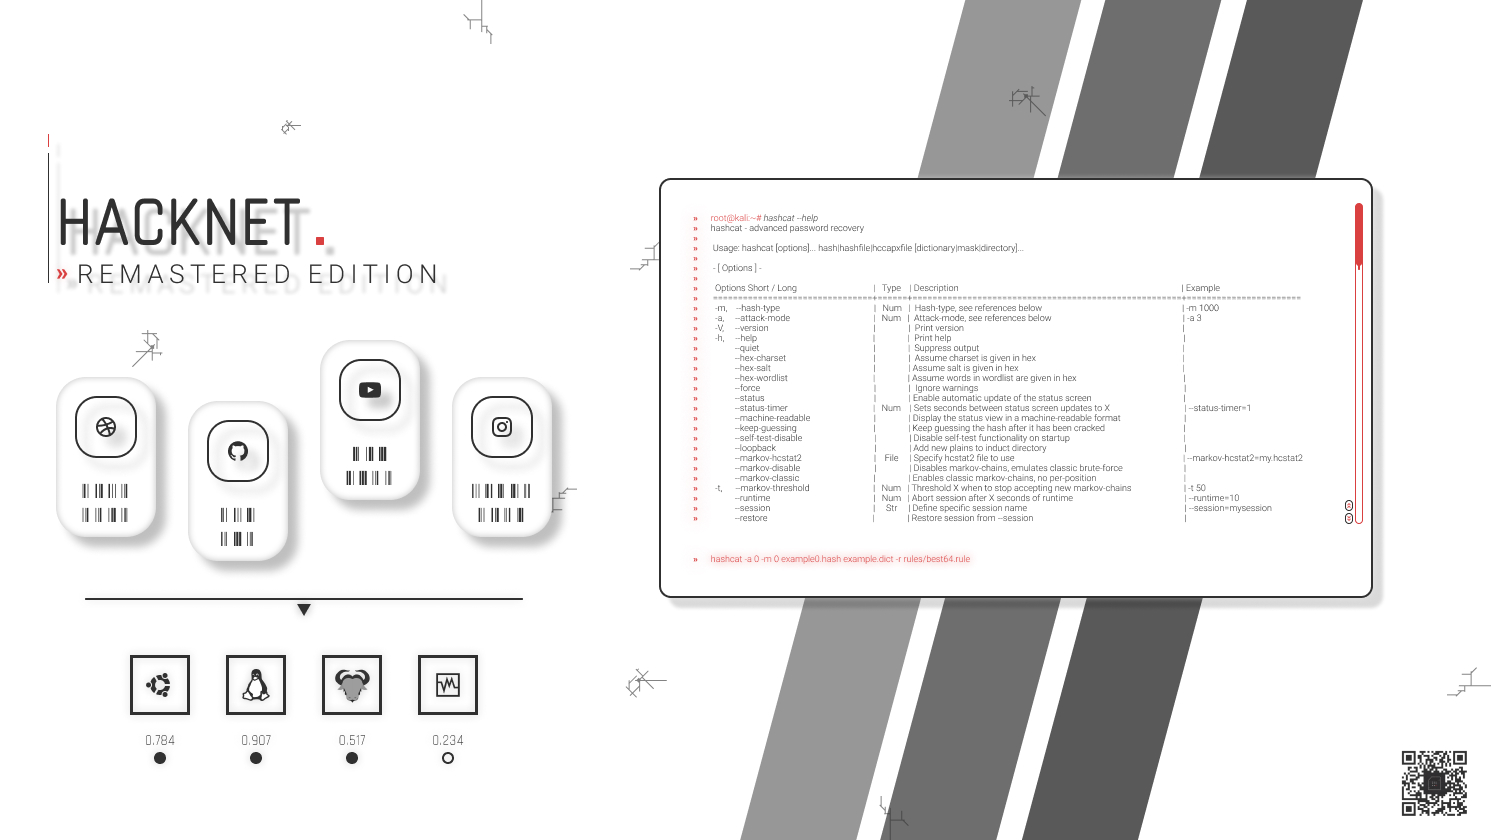 HACKNET.
» REMASTERED EDITION
0.784
0.907
0.517
0.234
» root@kali:~# hashcat --help
» hashcat - advanced password recovery
»
» Usage: hashcat [options]... hash|hashfile|hccapxfile [dictionary|mask|directory]...
»
» - [ Options ] -
»
» Options Short / Long | Type | Description | Example
» ================================+======+======================================================+=======================
» -m, --hash-type | Num | Hash-type, see references below | -m 1000
» -a, --attack-mode | Num | Attack-mode, see references below | -a 3
» -V, --version | | Print version |
» -h, --help | | Print help |
» --quiet | | Suppress output |
» --hex-charset | | Assume charset is given in hex |
» --hex-salt | | Assume salt is given in hex |
» --hex-wordlist | | Assume words in wordlist are given in hex |
» --force | | Ignore warnings |
» --status | | Enable automatic update of the status screen |
» --status-timer | Num | Sets seconds between status screen updates to X | --status-timer=1
» --machine-readable | | Display the status view in a machine-readable format |
» --keep-guessing | | Keep guessing the hash after it has been cracked |
» --self-test-disable | | Disable self-test functionality on startup |
» --loopback | | Add new plains to induct directory |
» --markov-hcstat2 | File | Specify hcstat2 file to use | --markov-hcstat2=my.hcstat2
» --markov-disable | | Disables markov-chains, emulates classic brute-force |
» --markov-classic | | Enables classic markov-chains, no per-position |
» -t, --markov-threshold | Num | Threshold X when to stop accepting new markov-chains | -t 50
» --runtime | Num | Abort session after X seconds of runtime | --runtime=10
» --session | Str | Define specific session name | --session=mysession
» --restore | | Restore session from --session |
» hashcat -a 0 -m 0 example0.hash example.dict -r rules/best64.rule